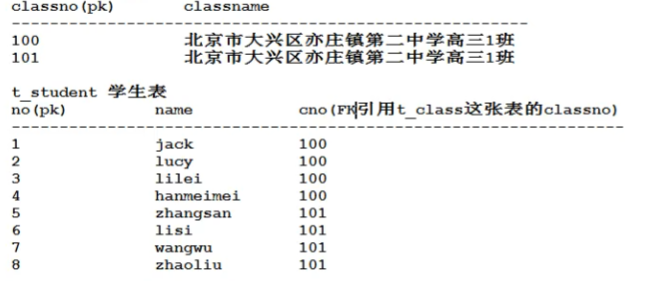 classno(pk) classname
----------------------------------------------------------
100 北京市大兴区亦庄镇第二中学高三1班
101 北京市大兴区亦庄镇第二中学高三1班
t_student 学生表
no(pk) name cno(FK引用t_class这张表的classno)
----------------------------------------------------------------------
1 jack 100
2 lucy 100
3 lilei 100
4 hanmeimei 100
5 zhangsan 101
6 lisi 101
7 wangwu 101
8 zhaoliu 101